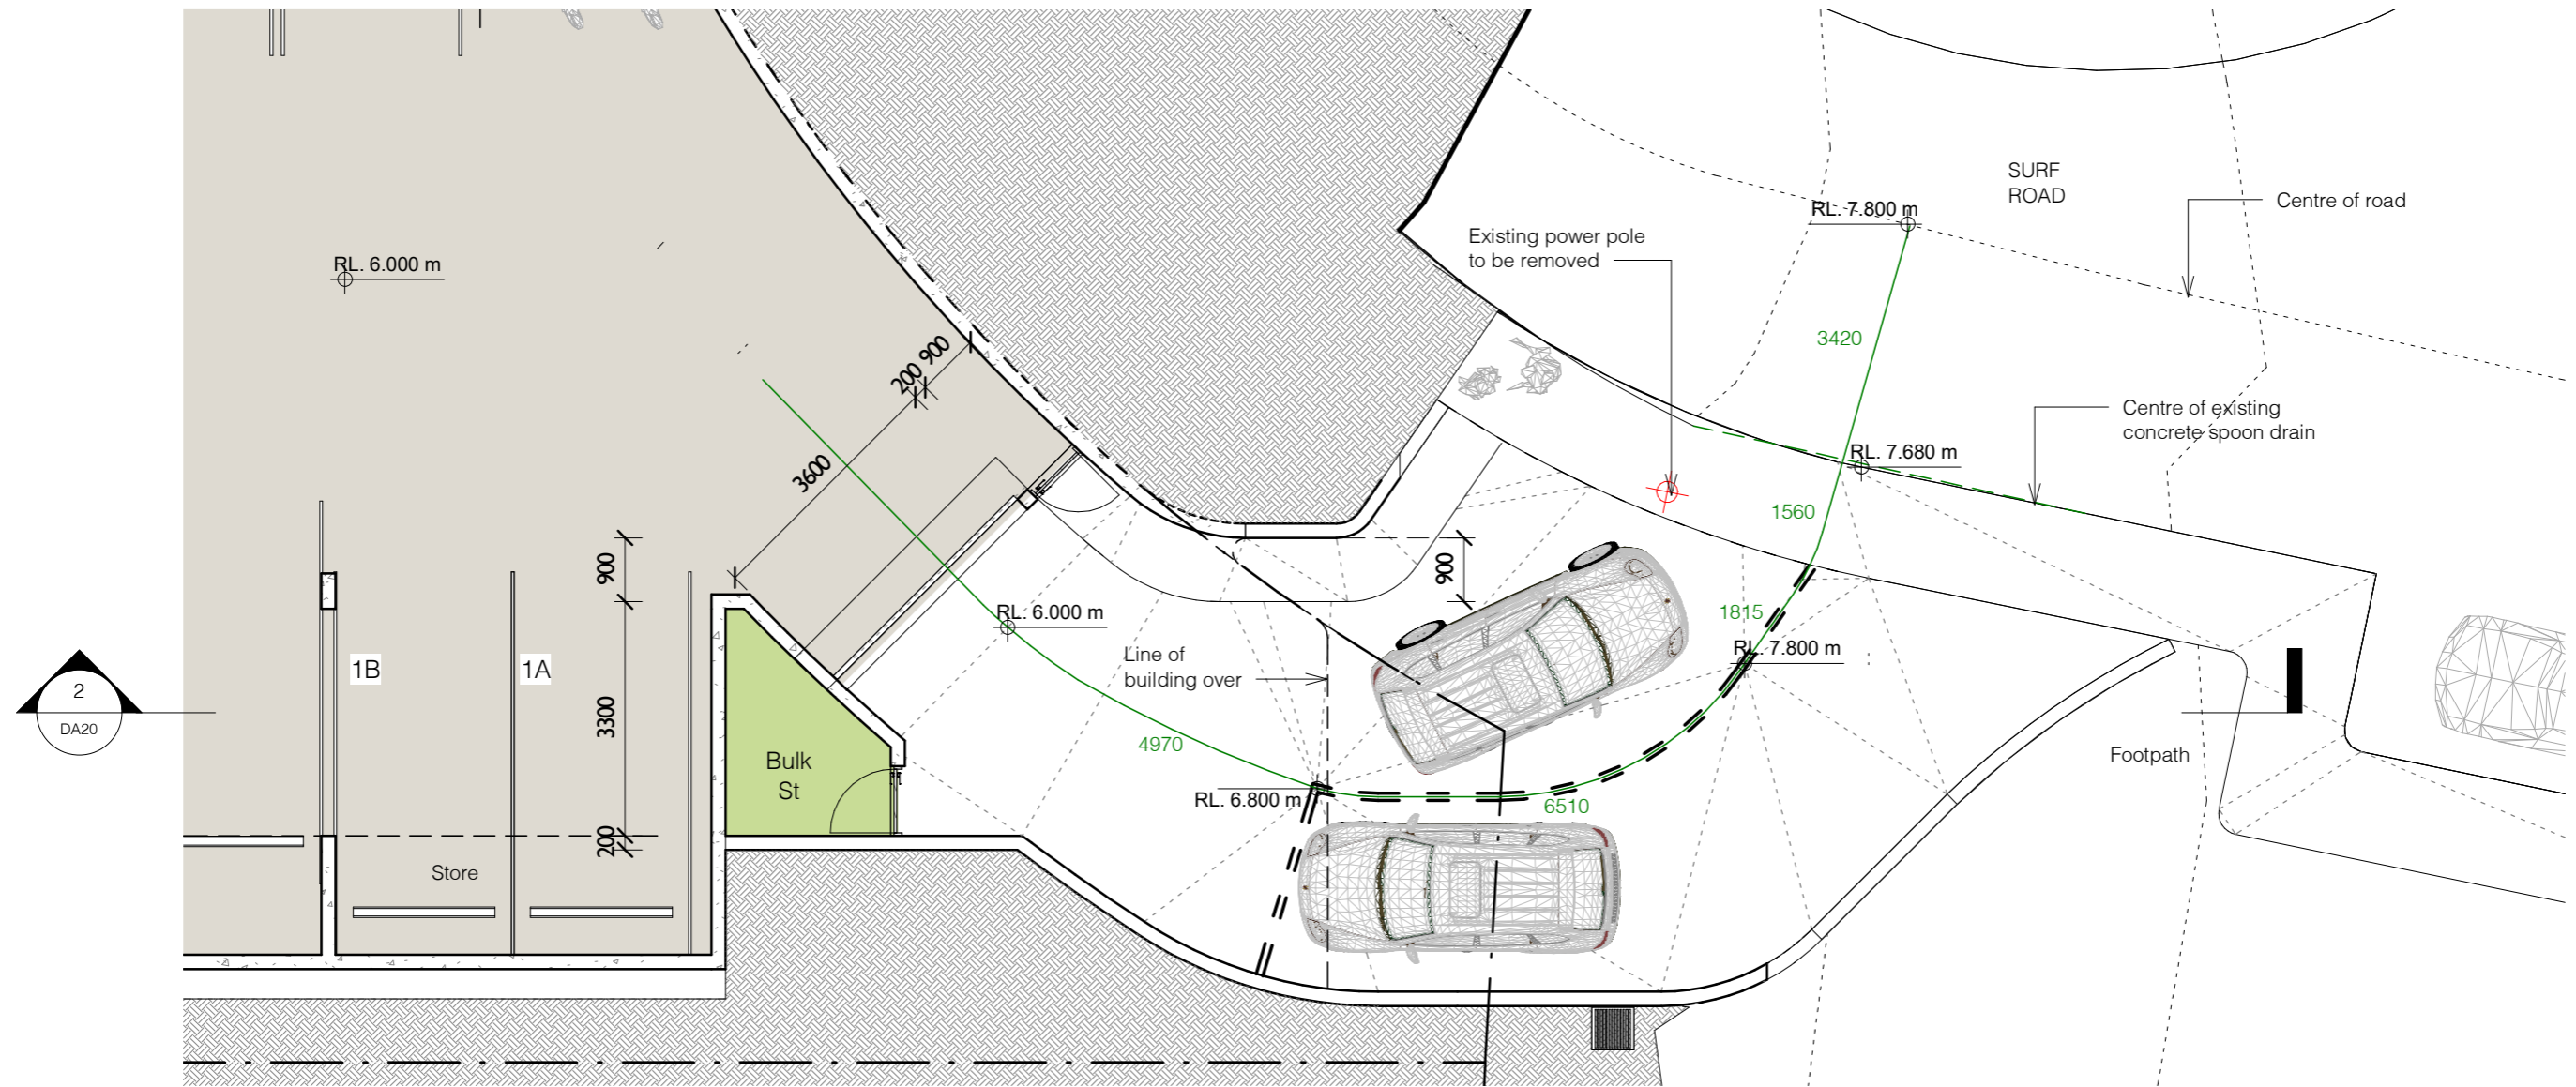 SURF
ROAD
Centre of road
RL. 7.800 m
Existing power pole
to be removed
RL. 6.000 m
3420
900
200
3600
Centre of existing
concrete spoon drain
RL. 7.680 m
1560
900
900
RL. 6.000 m
1815
RL. 7.800 m
Line of
building over
1B
1A
2
DA20
3300
4970
Bulk
St
Footpath
RL. 6.800 m
6510
200
Store